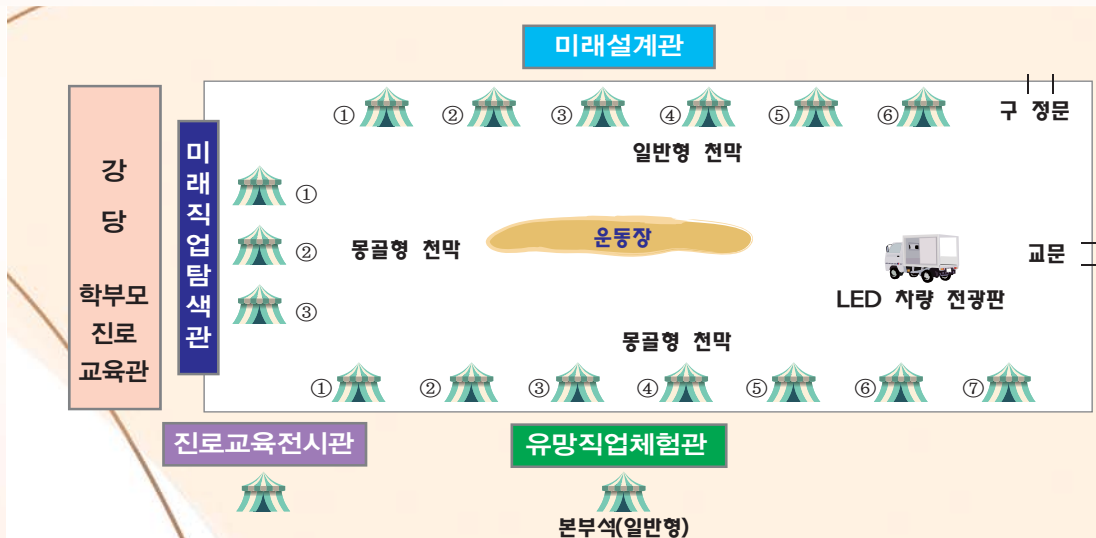 미래설계관
① ② ③ ④ ⑤ ⑥ 구 정문
일반형 천막
강
당
학부모
진로
교육관
미
래
직
업
탐
색
관
①
②
③
몽골형 천막
운동장
교문
LED 차량 전광판
몽골형 천막
① ② ③ ④ ⑤ ⑥ ⑦
진로교육전시관
유망직업체험관
본부석(일반형)